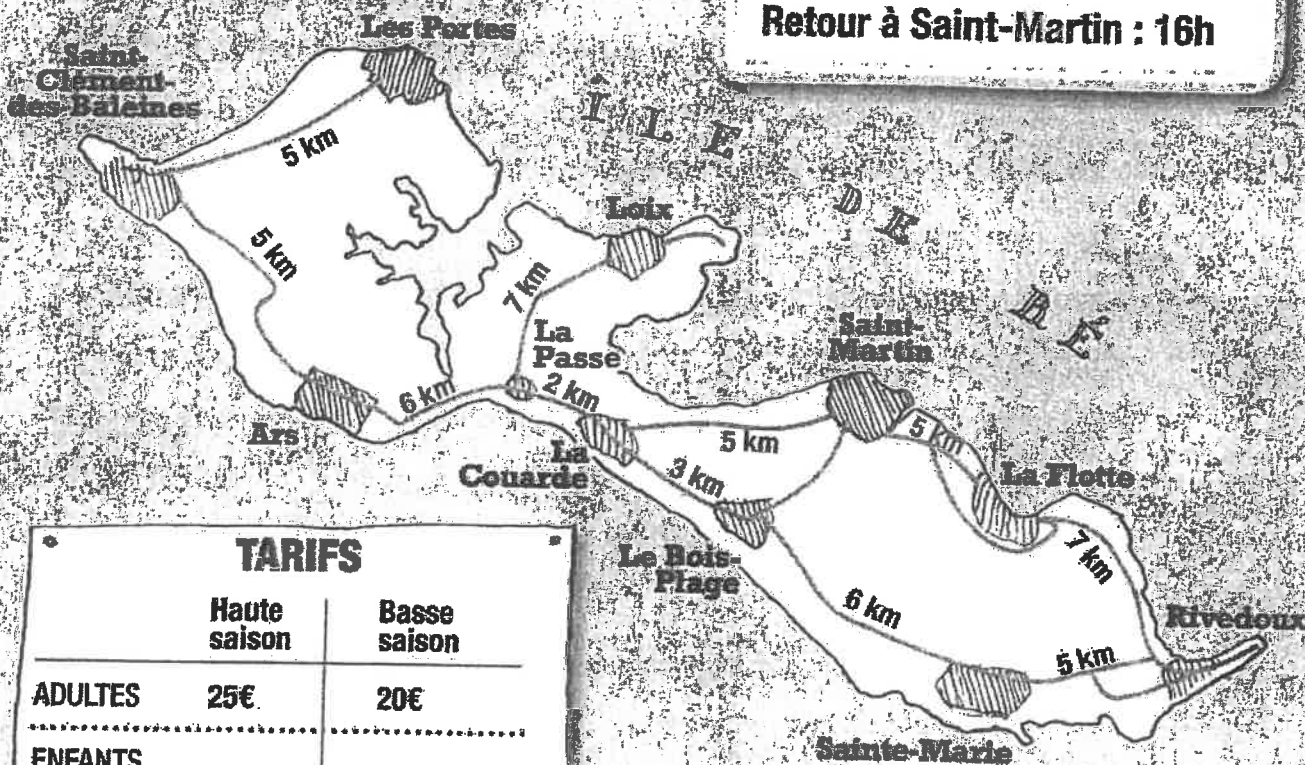 Retour à Saint-Martin : 16h
Les Portes
Saint-
Clément-
des-Baleines
5 km
ÎLE DE RÉ
Loix
5 km
7 km
La
Passe
Saint-
Martin
6 km
2 km
Ars
5 km
5 km
La
Couarde
3 km
La Flotte
Le Bois-
Plage
7 km
6 km
Rivedoux
5 km
Sainte-Marie
TARIFS
Haute
saison
Basse
saison
ADULTES 25€ 20€
ENFANTS